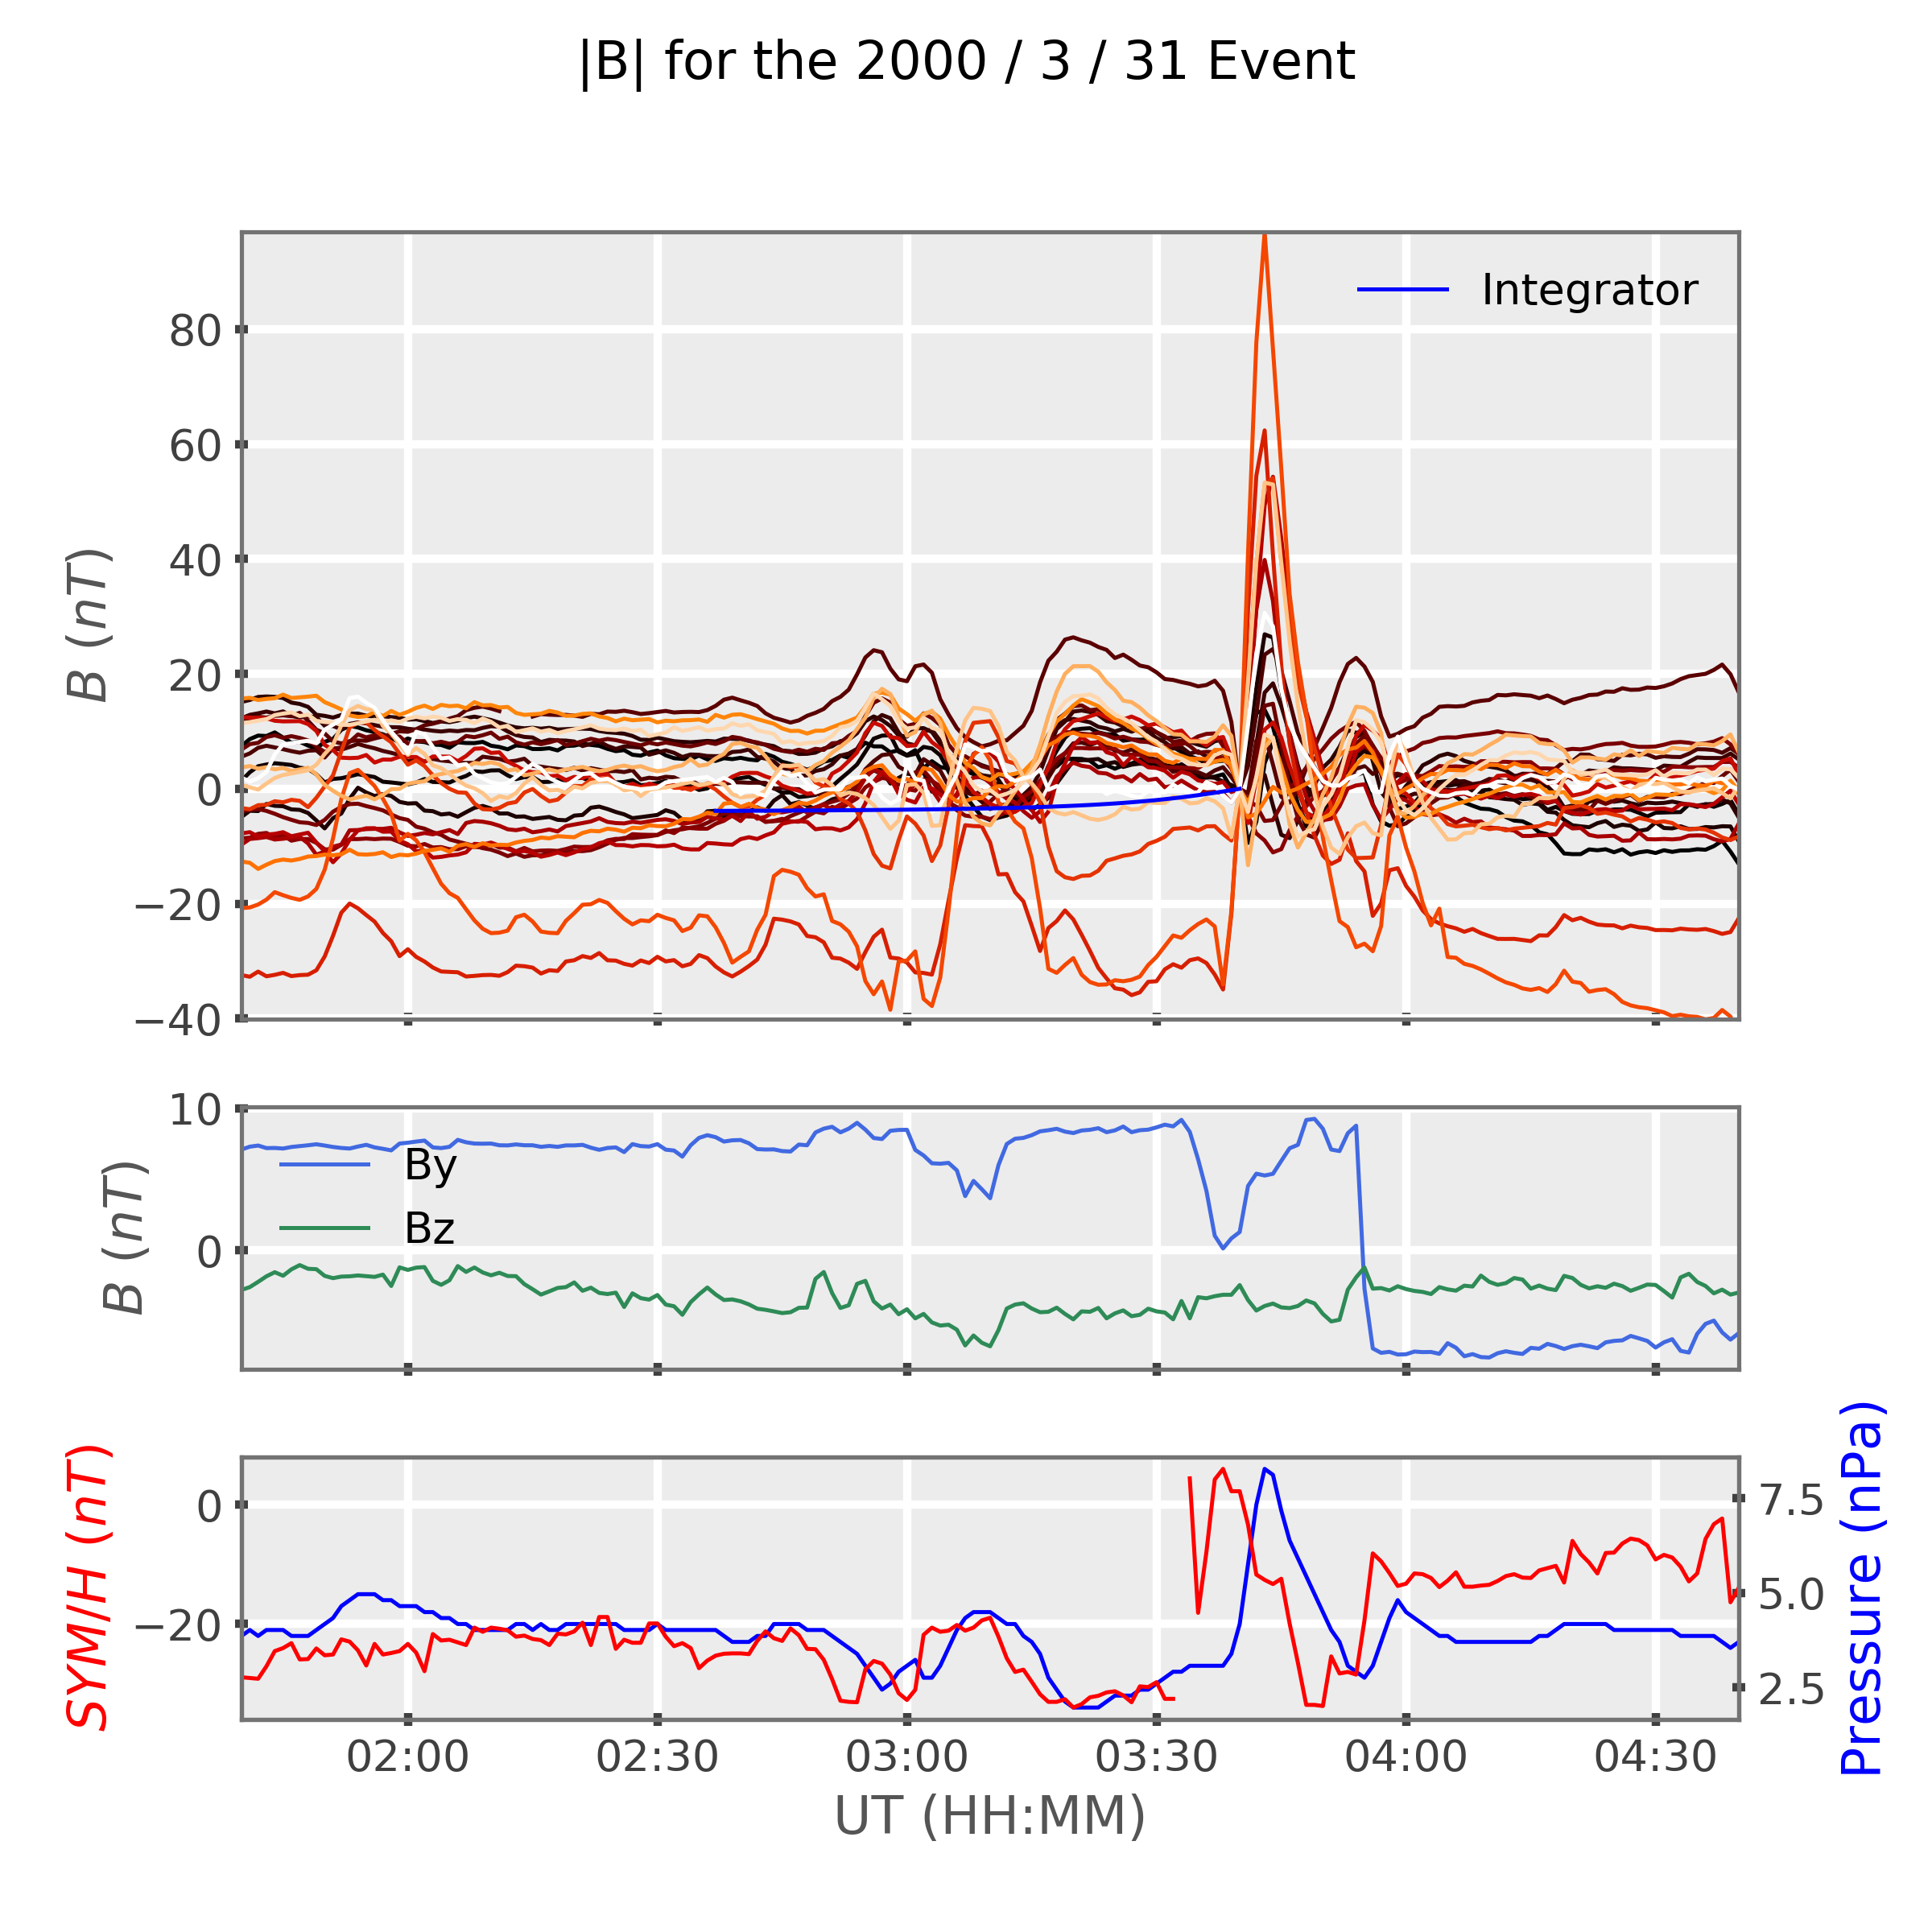 |B| for the 2000 / 3 / 31 Event
Integrator
80
60
40
20
0
−20
−40
B (nT)
By
Bz
10
0
B (nT)
0
−20
SYM/H (nT)
7.5
5.0
2.5
Pressure (nPa)
02:00 02:30 03:00 03:30 04:00 04:30
UT (HH:MM)